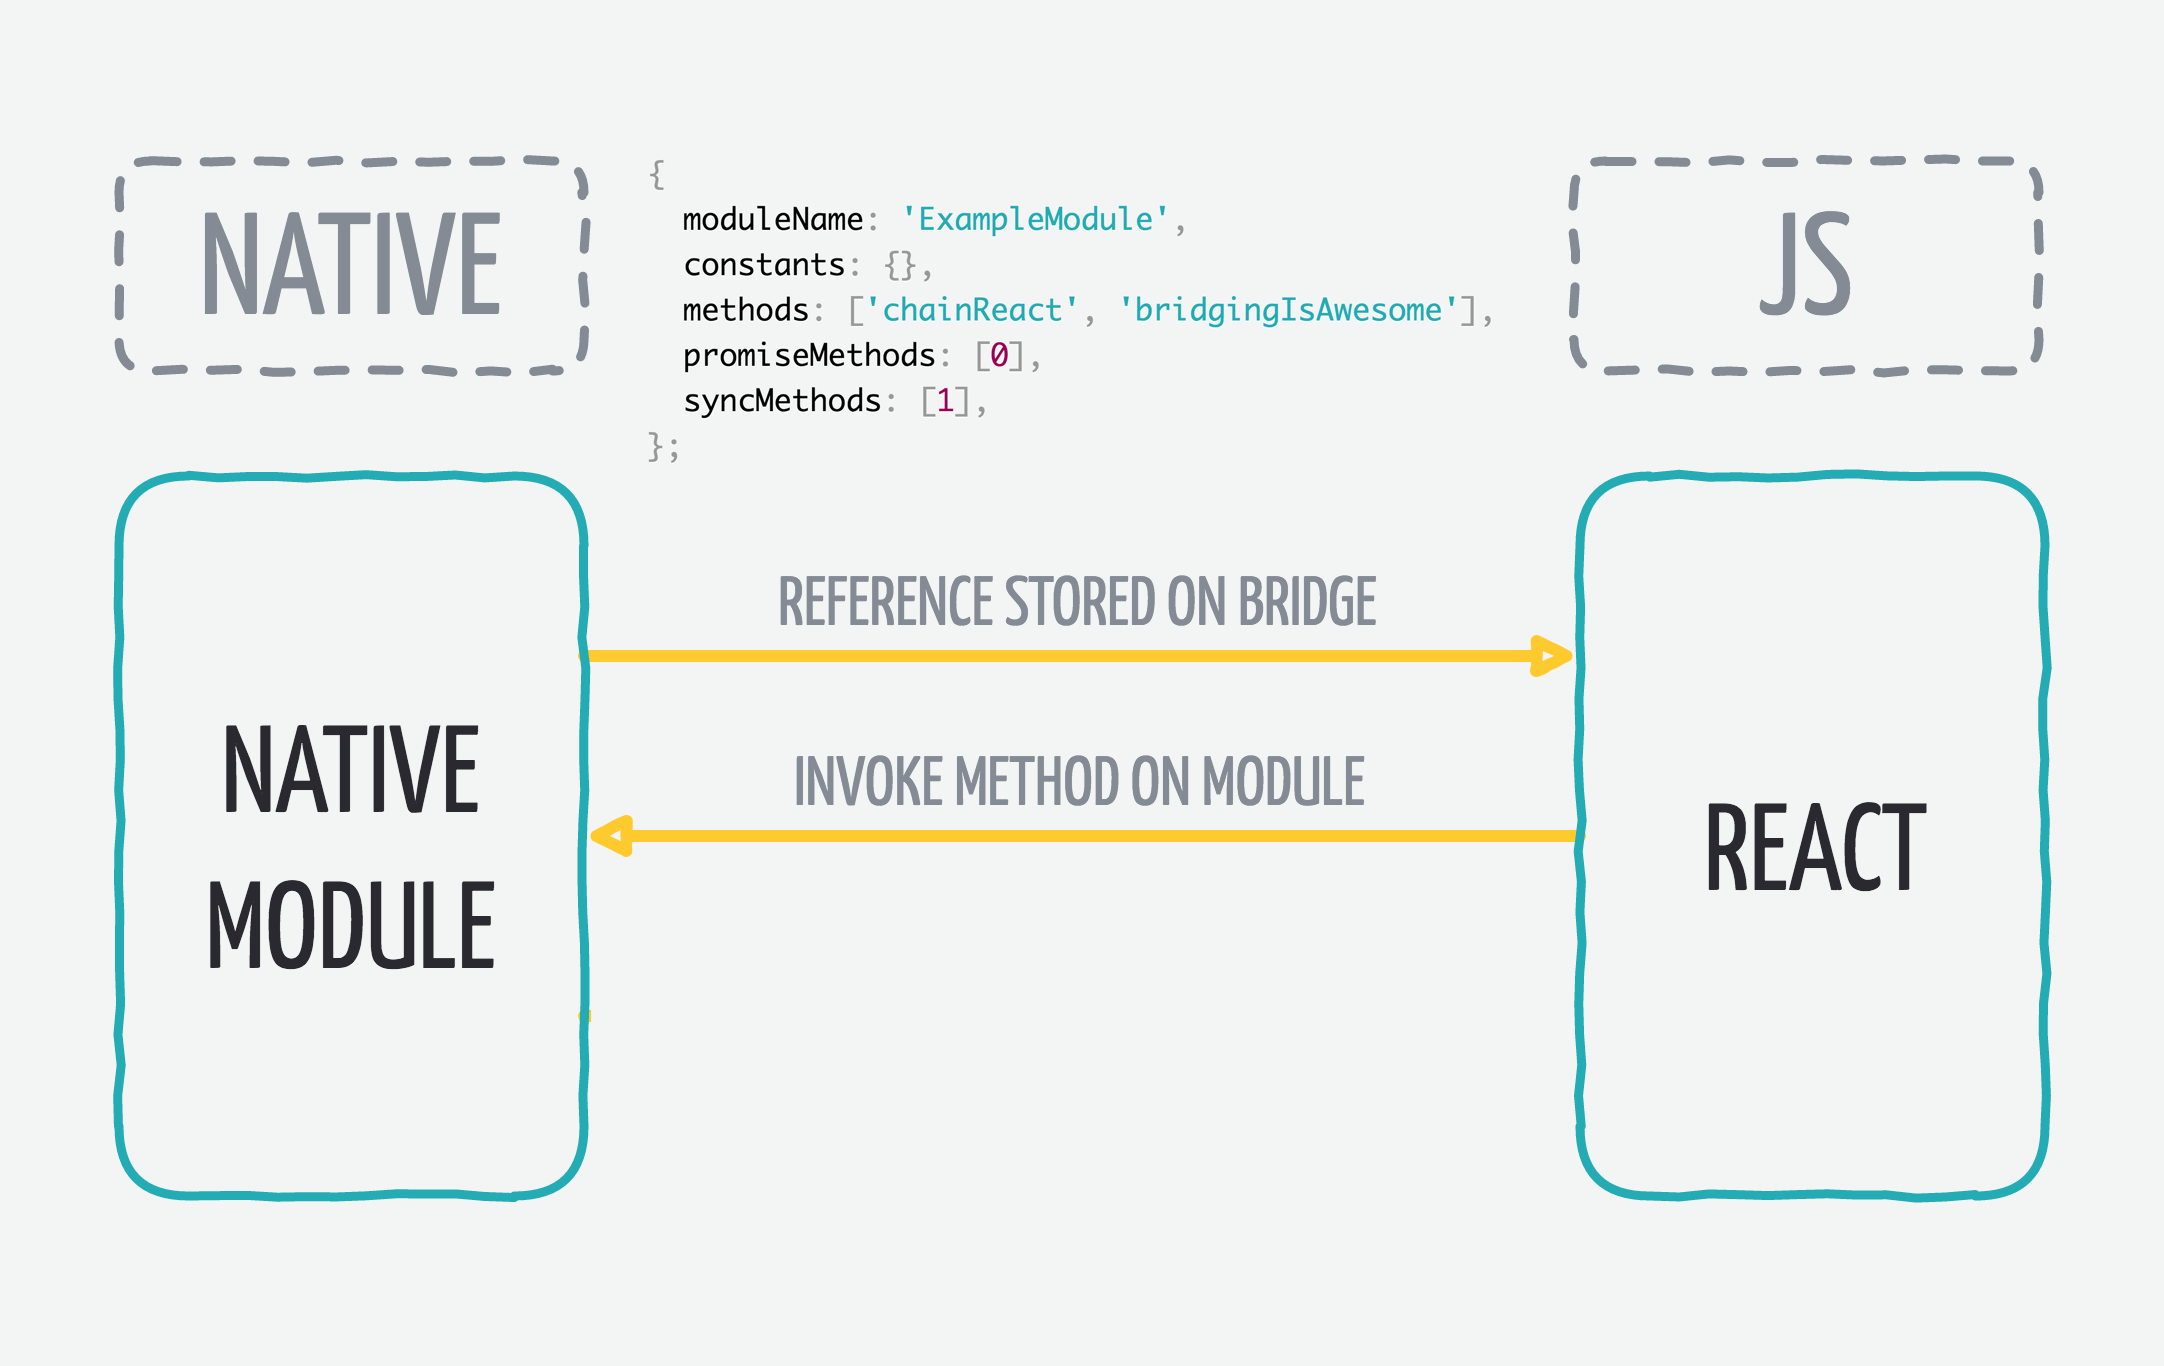 NATIVE
{
  moduleName: 'ExampleModule',
  constants: {},
  methods: ['chainReact', 'bridgingIsAwesome'],
  promiseMethods: [0],
  syncMethods: [1],
};
JS
REFERENCE STORED ON BRIDGE
INVOKE METHOD ON MODULE
NATIVE
MODULE
REACT